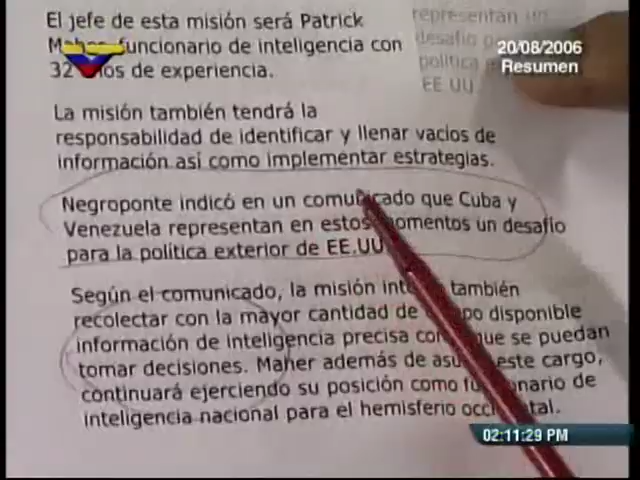 El jefe de esta misión será Patrick
funcionario de inteligencia con
32 de experiencia.
La misión también tendrá la
responsabilidad de identificar y llenar vacios de
información así como implementar estrategias.
Negroponte indicó en un comunicado que Cuba y
Venezuela representan en estos momentos un desafío
para la política exterior de EE.UU
Según el comunicado, la misión también
recolectar con la mayor cantidad de disponible
información de inteligencia precisa que se puedan
tomar decisiones. Maher además de este cargo,
continuará ejerciendo su posición como funcionario de
inteligencia nacional para el hemisferio occidental.
representan un
desafío
política
EE UU
20/08/2006
Resumen
02:11:29 PM